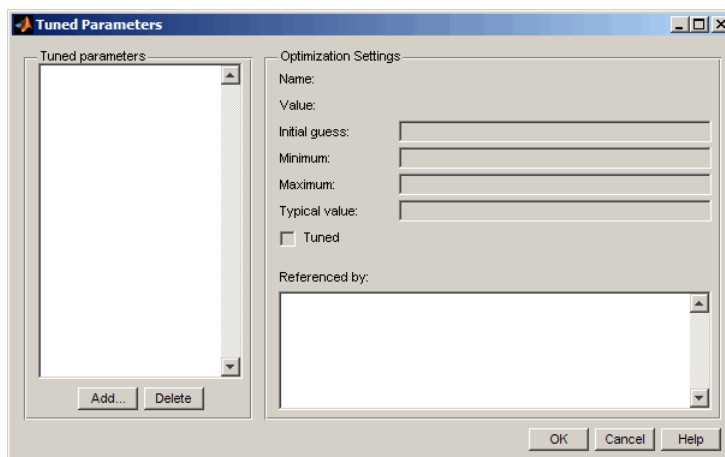 Tuned Parameters
Tuned parameters
Add...
Delete
Optimization Settings
Name:
Value:
Initial guess:
Minimum:
Maximum:
Typical value:
Tuned
Referenced by:
OK
Cancel
Help